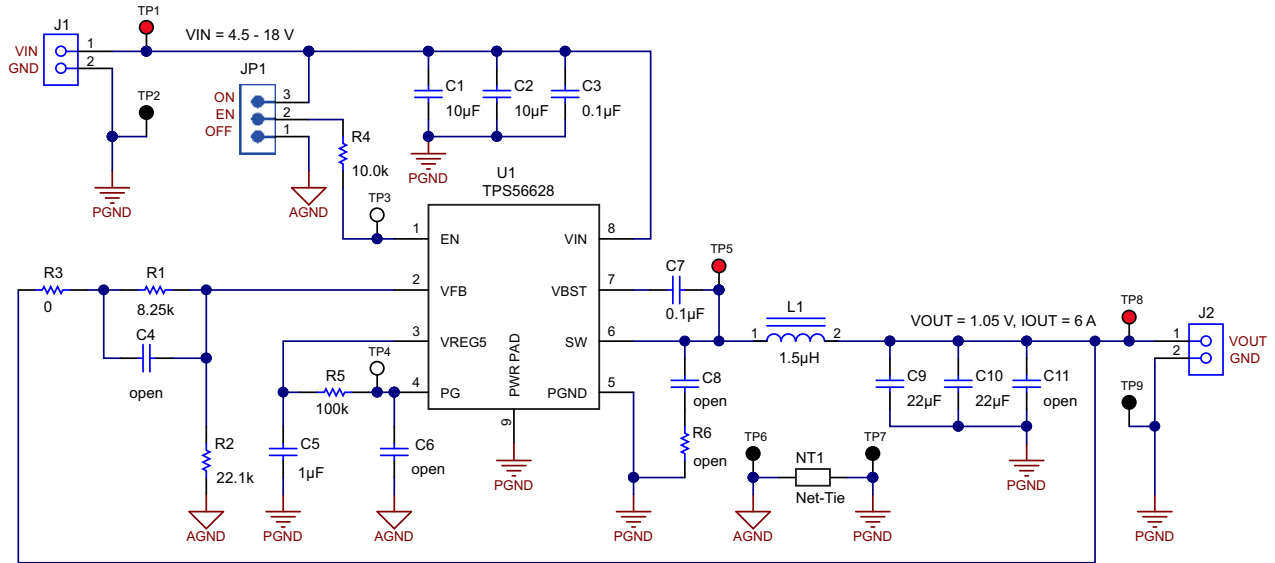 J1
TP1
VIN = 4.5 - 18 V
VIN
1
GND
2
TP2
PGND
JP1
ON
3
EN
2
OFF
1
R4
10.0k
AGND
C1
10µF
C2
10µF
C3
0.1µF
PGND
U1
TPS56628
TP3
1
EN
VIN
8
2
VFB
VBST
7
3
VREG5
SW
6
4
PG
PGND
5
PWRPAD
9
PGND
R3
0
R1
8.25k
C4
open
R2
22.1k
AGND
R5
100k
TP4
C5
1µF
PGND
C6
open
AGND
C7
0.1µF
TP5
C8
open
R6
open
PGND
L1
1
2
1.5µH
VOUT = 1.05 V, IOUT = 6 A
TP8
C9
22µF
C10
22µF
C11
open
PGND
TP6
NT1
Net-Tie
TP7
AGND
PGND
J2
1
VOUT
2
GND
TP9
PGND